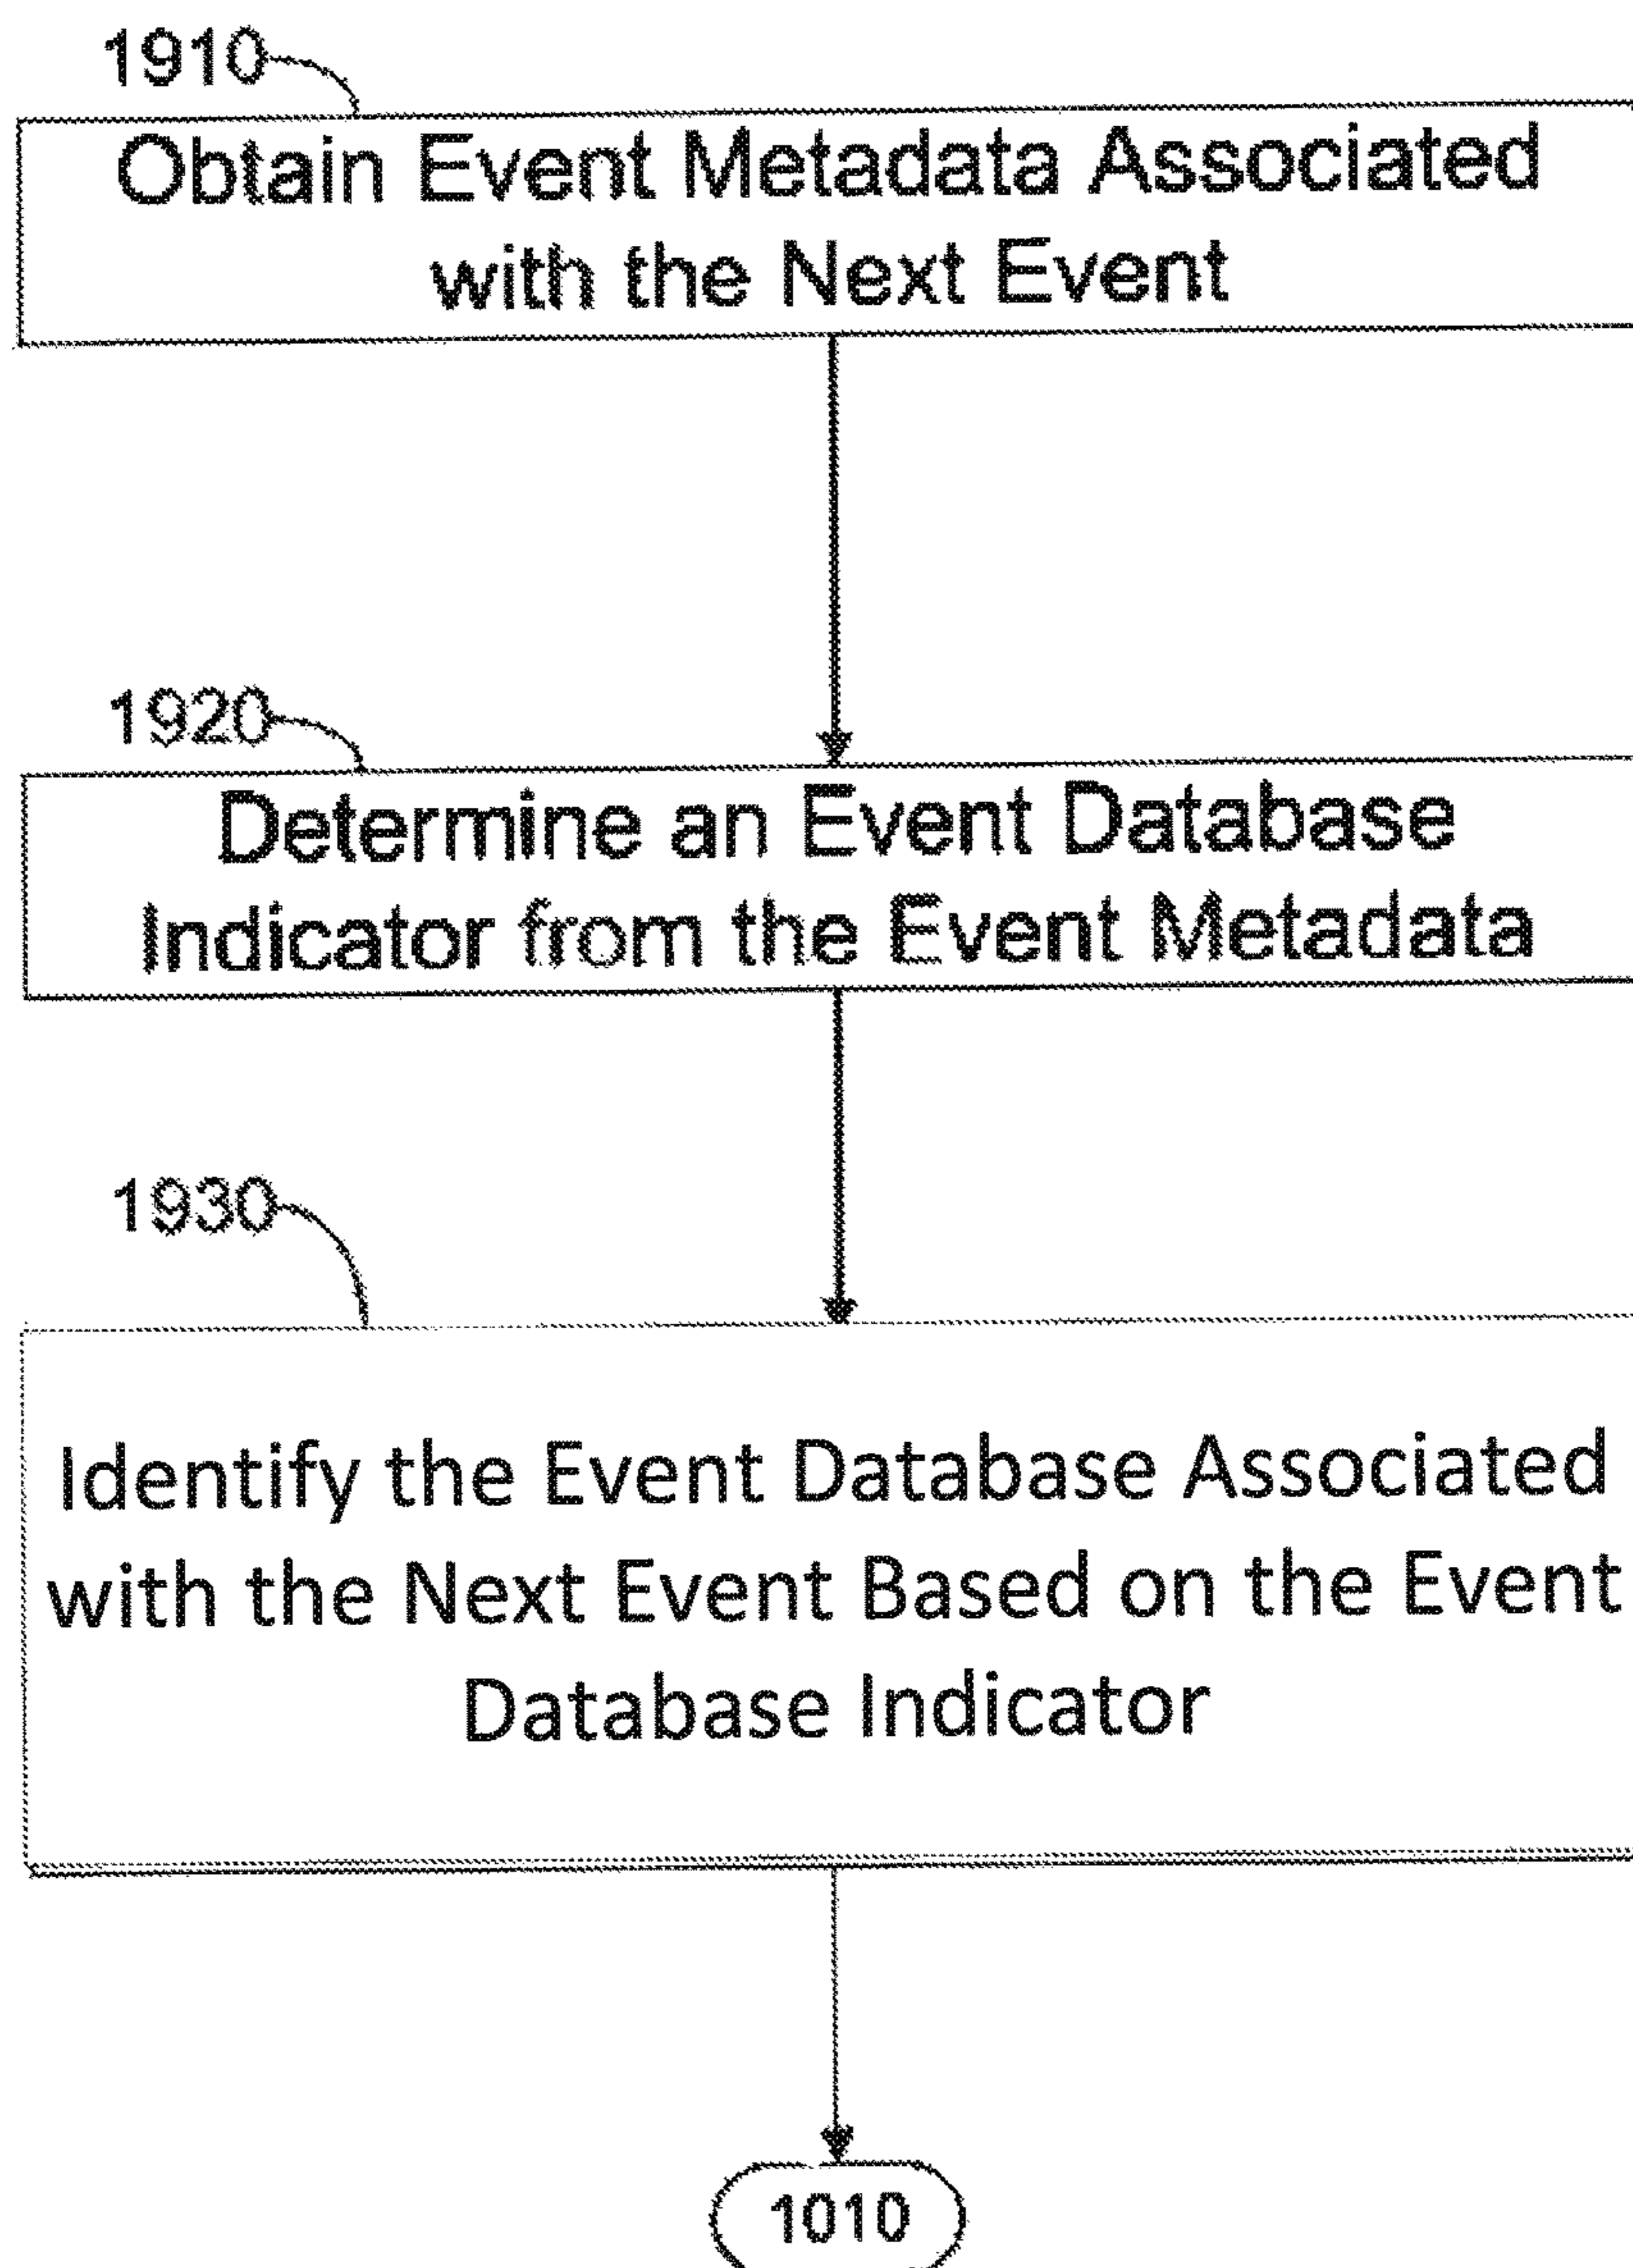 1910
Obtain Event Metadata Associated
with the Next Event
1920
Determine an Event Database
Indicator from the Event Metadata
1930
Identify the Event Database Associated
with the Next Event Based on the Event
Database Indicator
1010